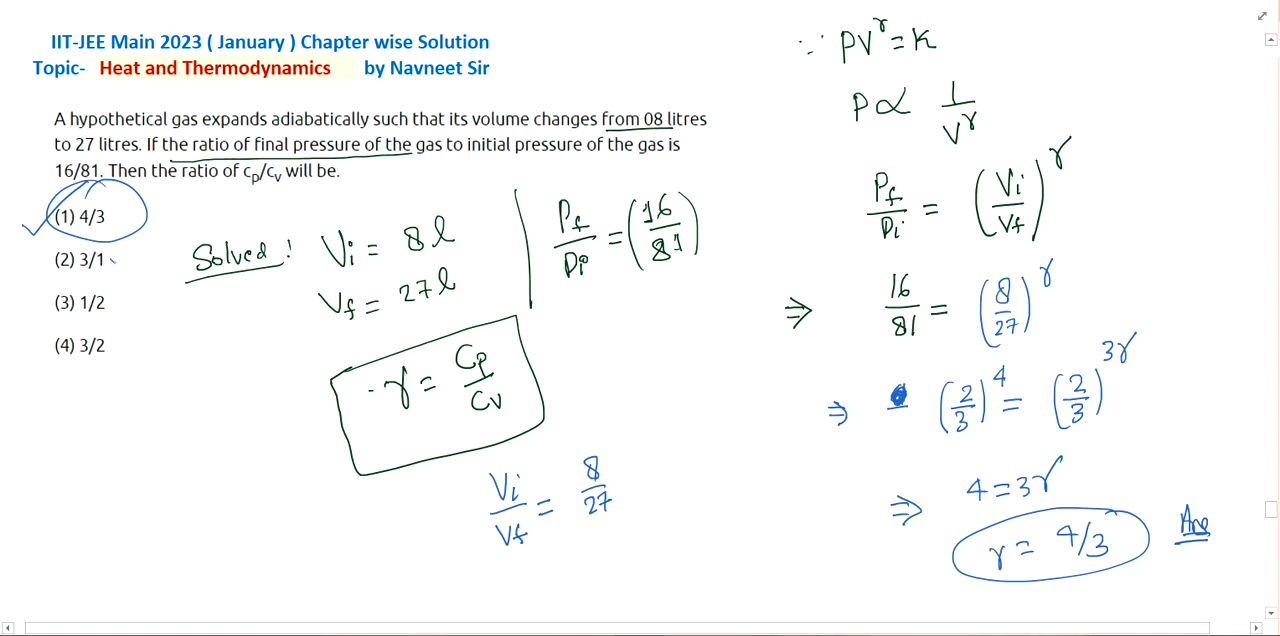 IIT-JEE Main 2023 ( January ) Chapter wise Solution
Topic- Heat and Thermodynamics by Navneet Sir
A hypothetical gas expands adiabatically such that its volume changes from 08 litres
to 27 litres. If the ratio of final pressure of the gas to initial pressure of the gas is
16/81. Then the ratio of cp/cv will be.
(1) 4/3
(2) 3/1
(3) 1/2
(4) 3/2
Solved !
Vi = 8l
Vf = 27l
Pf/Pi = (16/81)
γ = Cp/Cv
Vi/Vf = 8/27
∵ PV^γ = K
P ∝ 1/V^γ
Pf/Pi = (Vi/Vf)^γ
⇒ 16/81 = (8/27)^γ
⇒ (2/3)^4 = (2/3)^3γ
⇒ 4 = 3γ
γ = 4/3 Ans